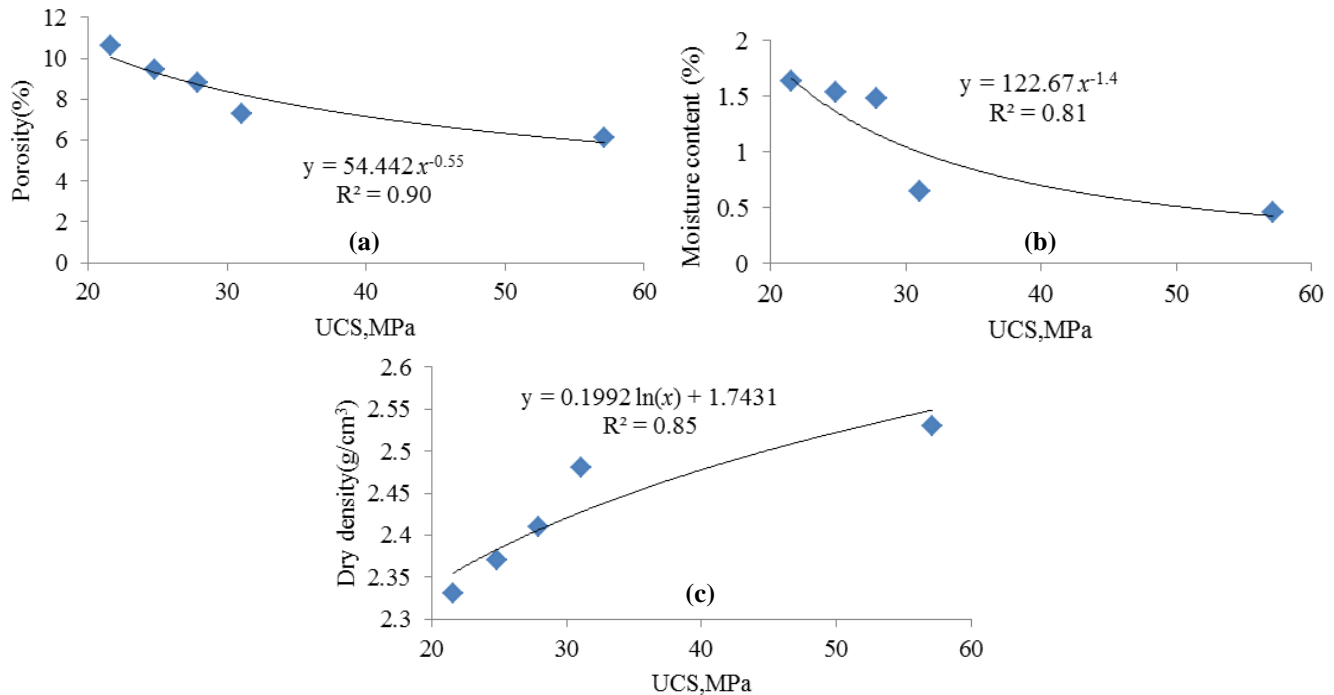 12
10
8
6
4
2
0
Porosity(%)
y = 54.442 x^-0.55
R² = 0.90
(a)
20 30 40 50 60
UCS,MPa
2
1.5
1
0.5
0
Moisture content (%)
y = 122.67 x^-1.4
R² = 0.81
(b)
20 30 40 50 60
UCS,MPa
2.6
2.55
2.5
2.45
2.4
2.35
2.3
Dry density(g/cm³)
y = 0.1992 ln(x) + 1.7431
R² = 0.85
(c)
20 30 40 50 60
UCS,MPa